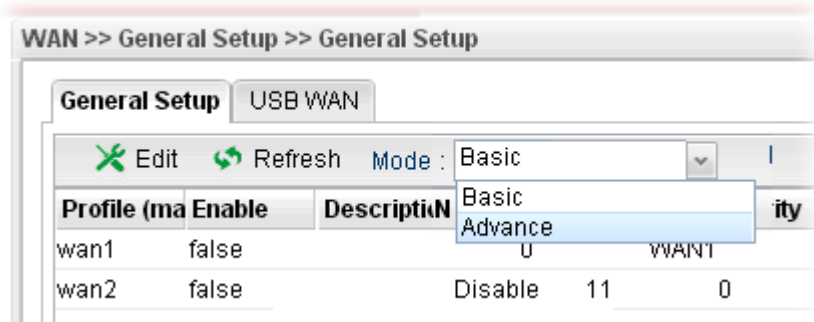 WAN >> General Setup >> General Setup
General Setup USB WAN
Edit Refresh Mode : Basic
Basic
Advance
Profile (ma Enable Descripti N ity
wan1 false 0 WAN1
wan2 false Disable 11 0